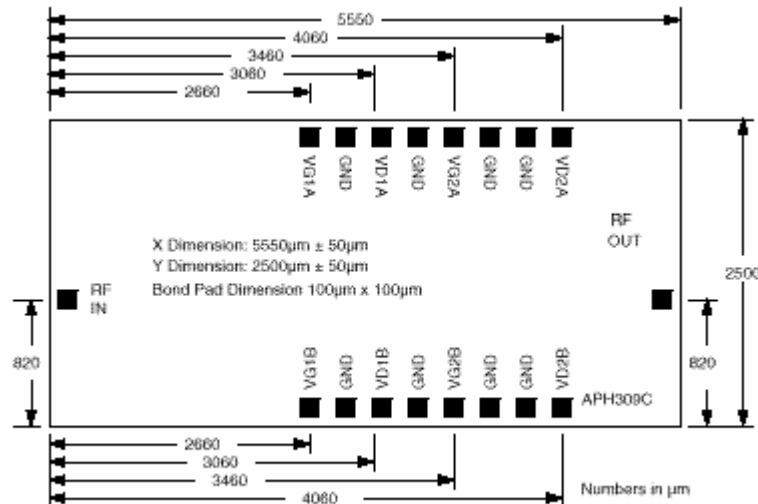 5550
4060
3460
3060
2660
VG1A
GND
VD1A
GND
VG2A
GND
GND
VD2A
RF
OUT
X Dimension: 5550µm ± 50µm
Y Dimension: 2500µm ± 50µm
Bond Pad Dimension 100µm x 100µm
RF
IN
2500
820
820
VG1B
GND
VD1B
GND
VG2B
GND
GND
VD2B
APH309C
2660
3060
3460
4060
Numbers in µm